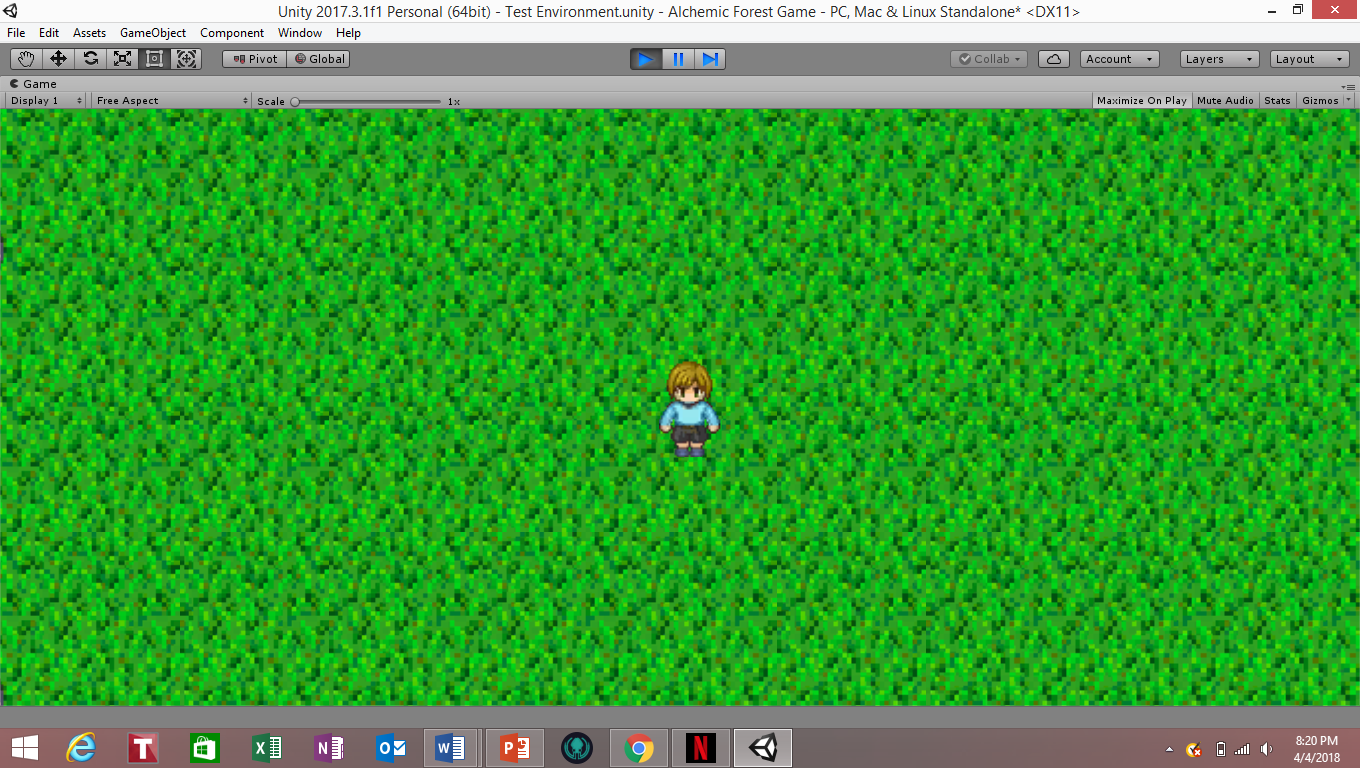 Unity 2017.3.1f1 Personal (64bit) - Test Environment.unity - Alchemic Forest Game - PC, Mac & Linux Standalone* <DX11>
File Edit Assets GameObject Component Window Help
Pivot Global Collab Account Layers Layout
Game
Display 1 Free Aspect Scale 1x Maximize On Play Mute Audio Stats Gizmos
T X N O W P N
8:20 PM
4/4/2018